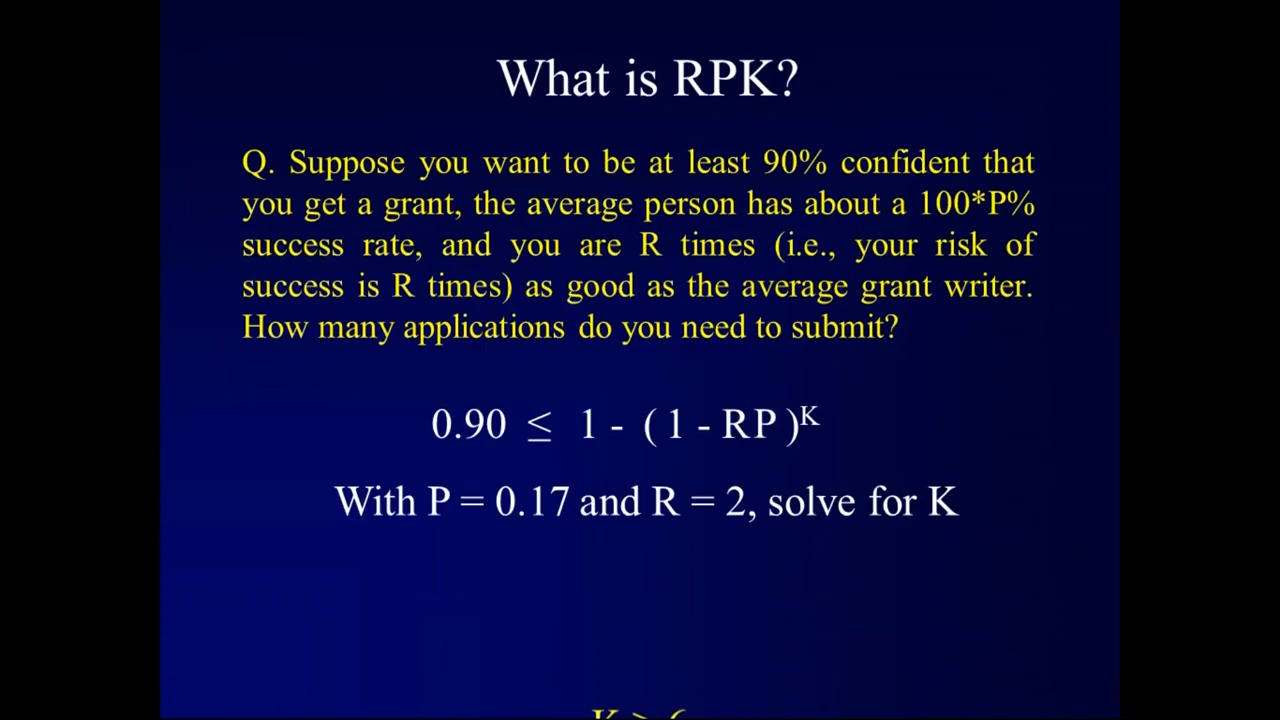 What is RPK?
Q. Suppose you want to be at least 90% confident that
you get a grant, the average person has about a 100*P%
success rate, and you are R times (i.e., your risk of
success is R times) as good as the average grant writer.
How many applications do you need to submit?
0.90 ≤ 1 - ( 1 - RP )ᴷ
With P = 0.17 and R = 2, solve for K